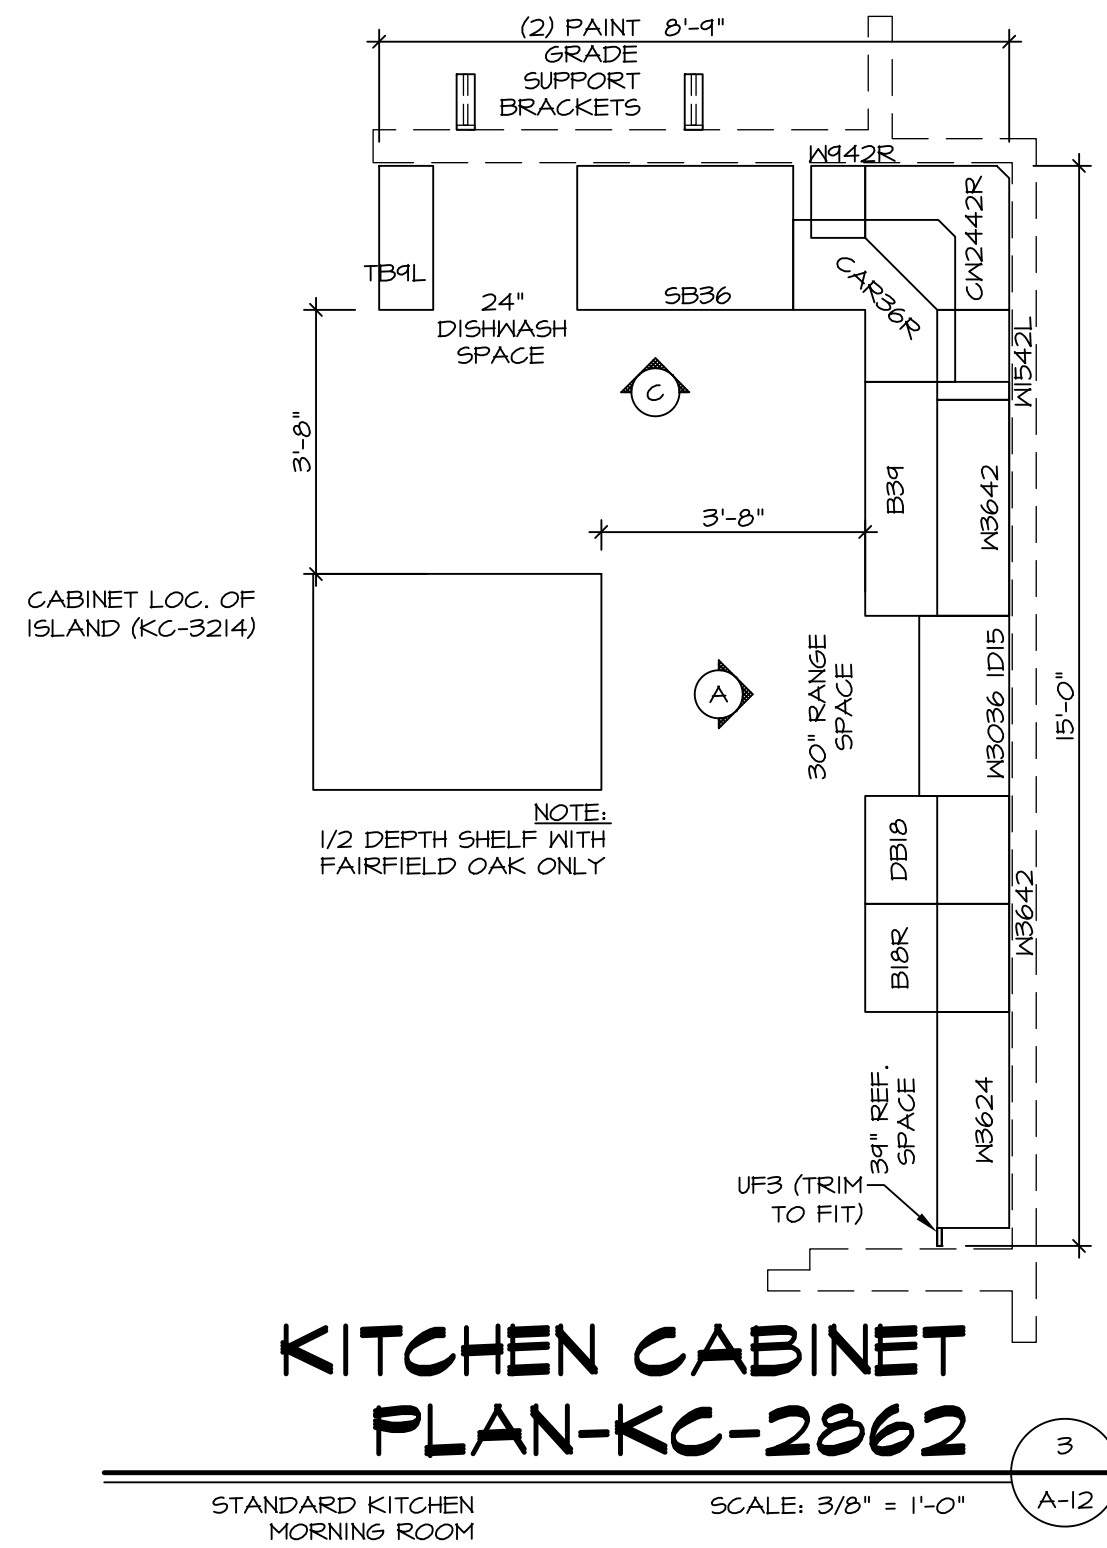 (2) PAINT 8'-9"
GRADE
SUPPORT
BRACKETS
W942R
CW2442R
TB9L
24"
DISHWASH
SPACE
SB36
CAR36R
W1542L
C
3'-8"
B39
W3642
3'-8"
CABINET LOC. OF
ISLAND (KC-3214)
A
30" RANGE
SPACE
W3036 1D15
15'-0"
NOTE:
1/2 DEPTH SHELF WITH
FAIRFIELD OAK ONLY
DB18
W3642
B18R
39" REF.
SPACE
W3624
UF3 (TRIM
TO FIT)
KITCHEN CABINET
PLAN-KC-2862
3
A-12
STANDARD KITCHEN
MORNING ROOM
SCALE: 3/8" = 1'-0"